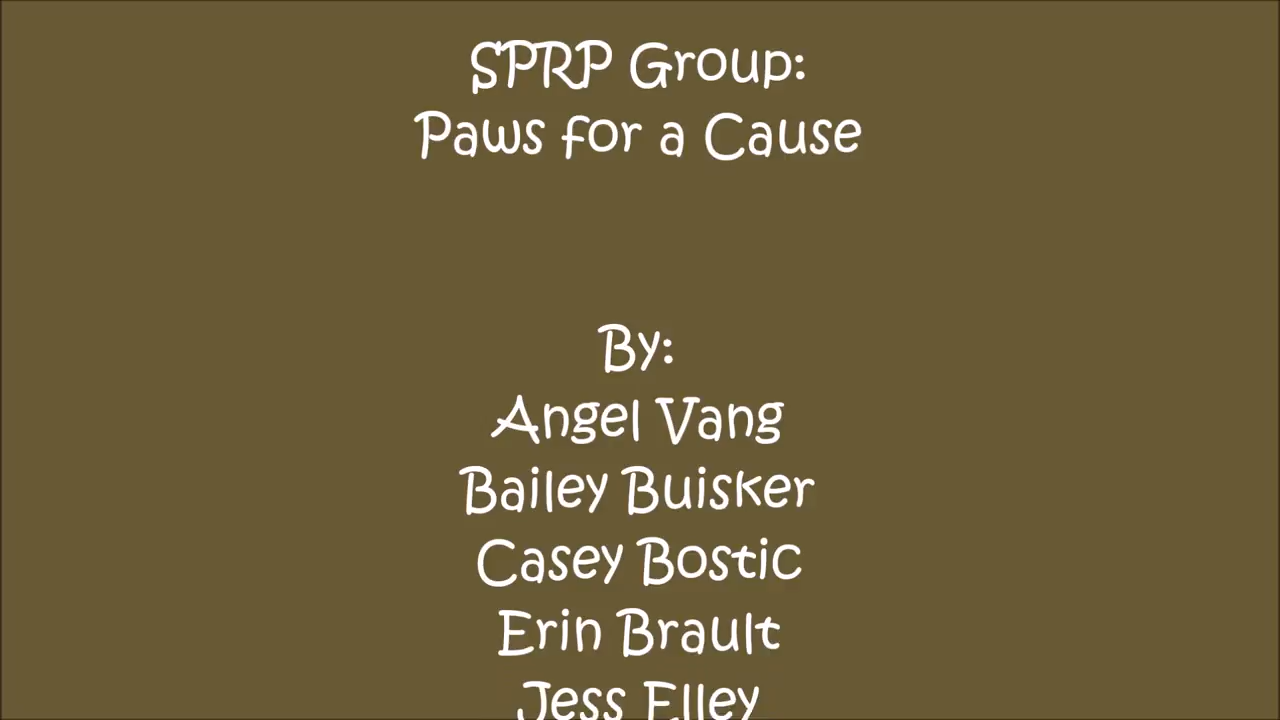 SPRP Group:
Paws for a Cause
By:
Angel Vang
Bailey Buisker
Casey Bostic
Erin Brault
Jess Elley